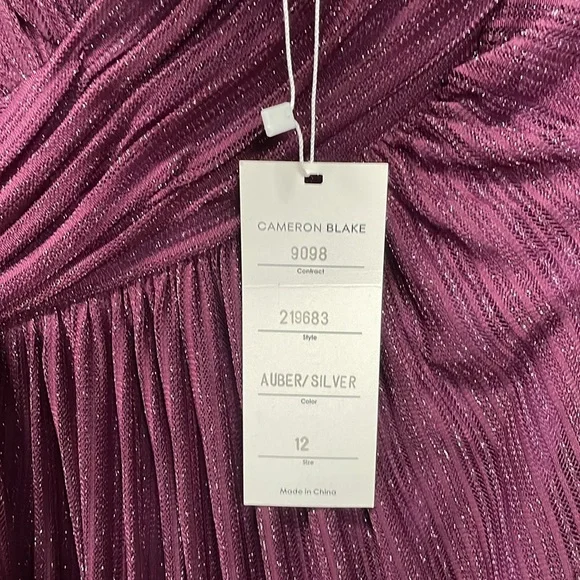 CAMERON BLAKE
9098
Contract
219683
Style
AUBER/SILVER
Color
12
Size
Made in China